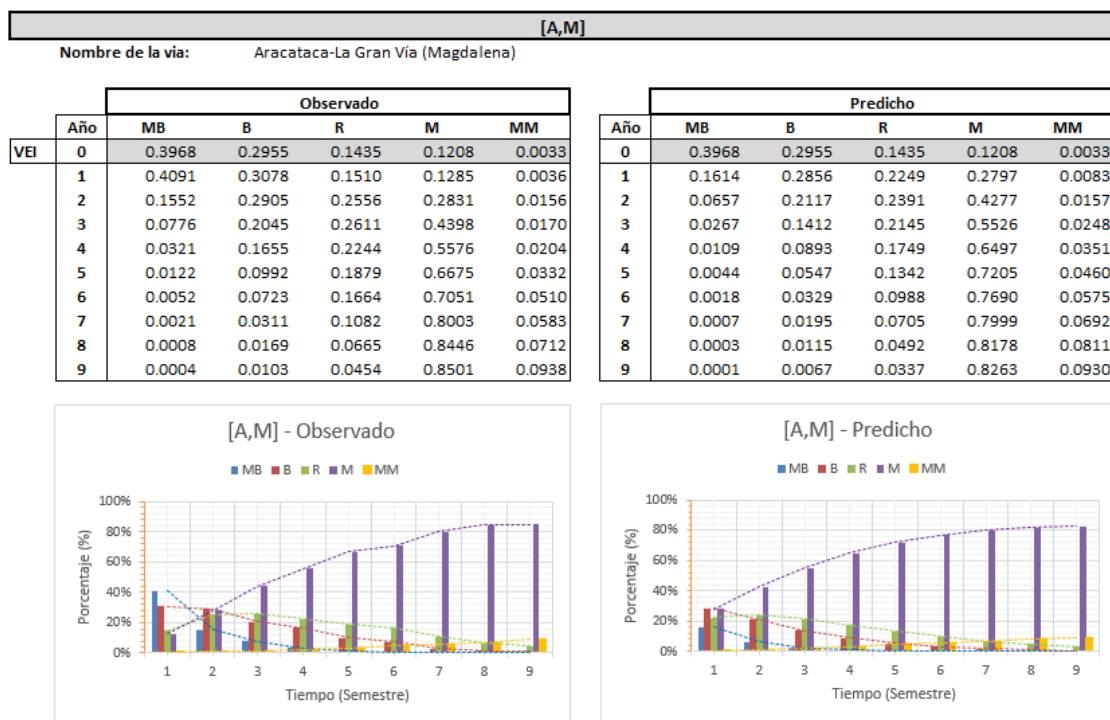 [A,M]
Nombre de la via: Aracataca-La Gran Vía (Magdalena)
Observado Predicho
Año MB B R M MM Año MB B R M MM
VEI 0 0.3968 0.2955 0.1435 0.1208 0.0033 0 0.3968 0.2955 0.1435 0.1208 0.0033
1 0.4091 0.3078 0.1510 0.1285 0.0036 1 0.1614 0.2856 0.2249 0.2797 0.0083
2 0.1552 0.2905 0.2556 0.2831 0.0156 2 0.0657 0.2117 0.2391 0.4277 0.0157
3 0.0776 0.2045 0.2611 0.4398 0.0170 3 0.0267 0.1412 0.2145 0.5526 0.0248
4 0.0321 0.1655 0.2244 0.5576 0.0204 4 0.0109 0.0893 0.1749 0.6497 0.0351
5 0.0122 0.0992 0.1879 0.6675 0.0332 5 0.0044 0.0547 0.1342 0.7205 0.0460
6 0.0052 0.0723 0.1664 0.7051 0.0510 6 0.0018 0.0329 0.0988 0.7690 0.0575
7 0.0021 0.0311 0.1082 0.8003 0.0583 7 0.0007 0.0195 0.0705 0.7999 0.0692
8 0.0008 0.0169 0.0665 0.8446 0.0712 8 0.0003 0.0115 0.0492 0.8178 0.0811
9 0.0004 0.0103 0.0454 0.8501 0.0938 9 0.0001 0.0067 0.0337 0.8263 0.0930
[A,M] - Observado
MB B R M MM
Porcentaje (%)
100%
80%
60%
40%
20%
0%
1 2 3 4 5 6 7 8 9
Tiempo (Semestre)
[A,M] - Predicho
MB B R M MM
Porcentaje (%)
100%
80%
60%
40%
20%
0%
1 2 3 4 5 6 7 8 9
Tiempo (Semestre)